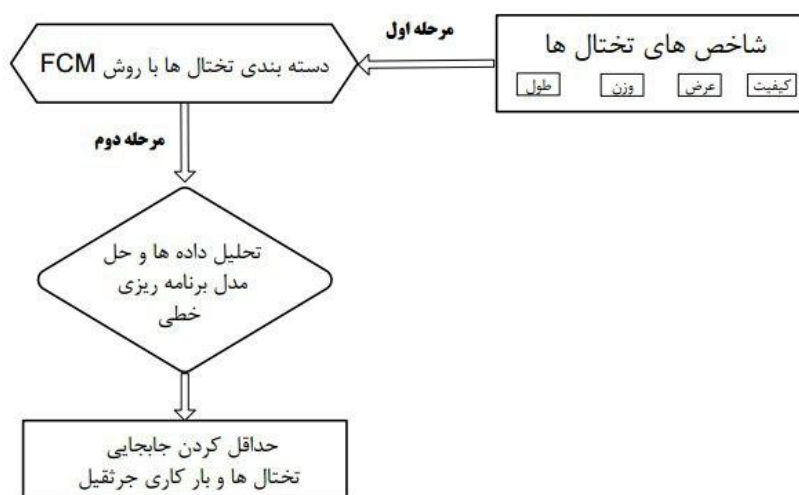 شاخص های تختال ها
کیفیت
عرض
وزن
طول
مرحله اول
دسته بندی تختال ها با روش FCM
مرحله دوم
تحلیل داده ها و حل
مدل برنامه ریزی
خطی
حداقل کردن جابجایی
تختال ها و بار کاری جرثقیل